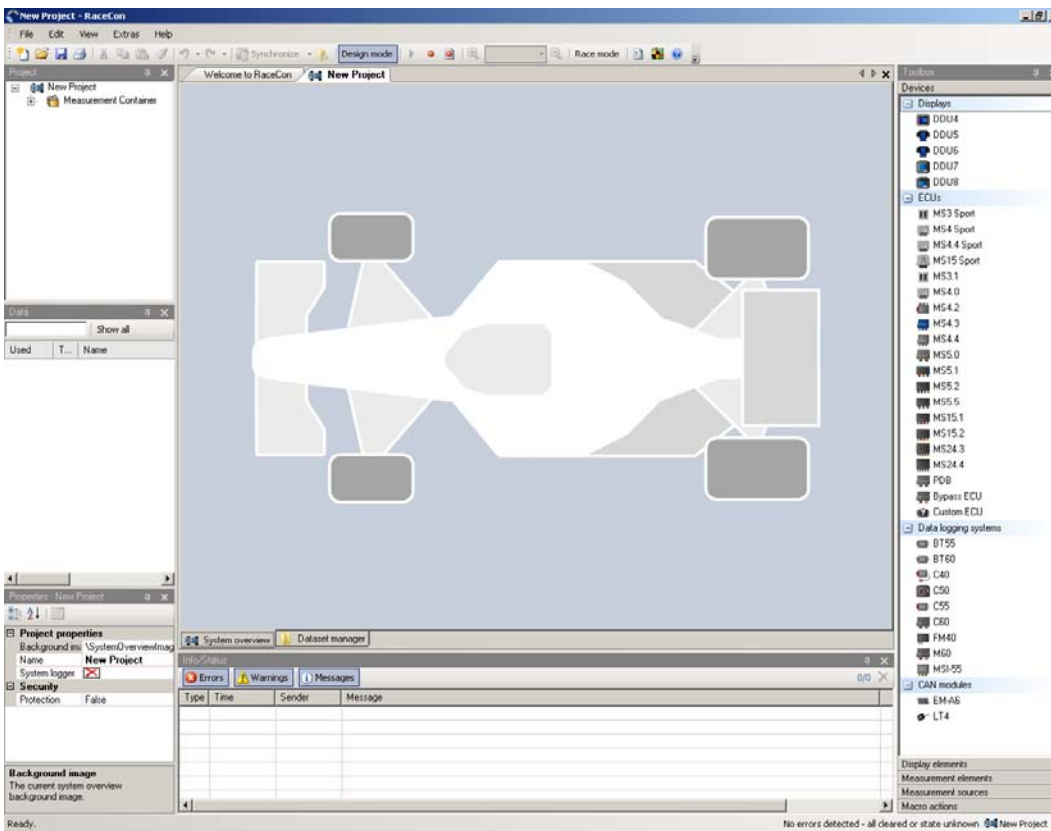 New Project - RaceCon
File Edit View Extras Help
Synchronize Design mode Race mode
Project
New Project
Measurement Container
Data
Show all
Used T... Name
Properties - New Project
Project properties
Background im \SystemOverviewImag
Name New Project
System logger
Security
Protection False
Background image
The current system overview
background image.
Welcome to RaceCon New Project
System overview Dataset manager
Info/Status
Errors Warnings Messages 0/0
Type Time Sender Message
Toolbox
Devices
Displays
DDU4
DDU5
DDU6
DDU7
DDU8
ECUs
MS3 Sport
MS4 Sport
MS4.4 Sport
MS15 Sport
MS3.1
MS4.0
MS4.2
MS4.3
MS4.4
MS5.0
MS5.1
MS5.2
MS5.5
MS15.1
MS15.2
MS24.3
MS24.4
PDB
Bypass ECU
Custom ECU
Data logging systems
BT55
BT60
C40
C50
C55
C60
FM40
M60
MSI-55
CAN modules
EM-A6
LT4
Display elements
Measurement elements
Measurement sources
Macro actions
Ready.
No errors detected - all cleared or state unknown New Project